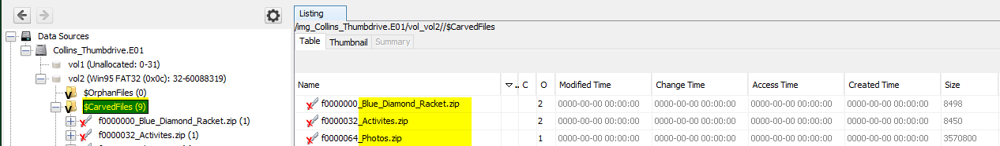 Data Sources
Collins_Thumbdrive.E01
vol1 (Unallocated: 0-31)
vol2 (Win95 FAT32 (0x0c): 32-60088319)
$OrphanFiles (0)
$CarvedFiles (9)
f0000000_Blue_Diamond_Racket.zip (1)
f0000032_Activites.zip (1)
Listing
/img_Collins_Thumbdrive.E01/vol_vol2//$CarvedFiles
Table Thumbnail Summary
Name C O Modified Time Change Time Access Time Created Time Size
f0000000_Blue_Diamond_Racket.zip 2 0000-00-00 00:00:00 0000-00-00 00:00:00 0000-00-00 00:00:00 0000-00-00 00:00:00 8498
f0000032_Activites.zip 2 0000-00-00 00:00:00 0000-00-00 00:00:00 0000-00-00 00:00:00 0000-00-00 00:00:00 8450
f0000064_Photos.zip 1 0000-00-00 00:00:00 0000-00-00 00:00:00 0000-00-00 00:00:00 0000-00-00 00:00:00 3570800